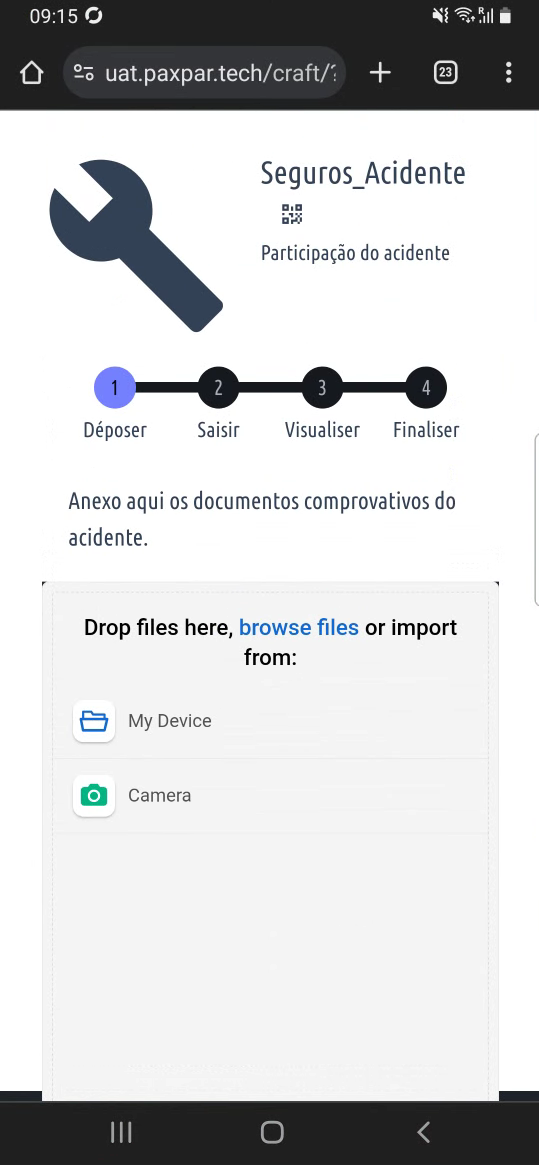 09:15
uat.paxpar.tech/craft/?
23
R
Seguros_Acidente
Participação do acidente
1 2 3 4
Déposer Saisir Visualiser Finaliser
Anexo aqui os documentos comprovativos do
acidente.
Drop files here, browse files or import
from:
My Device
Camera